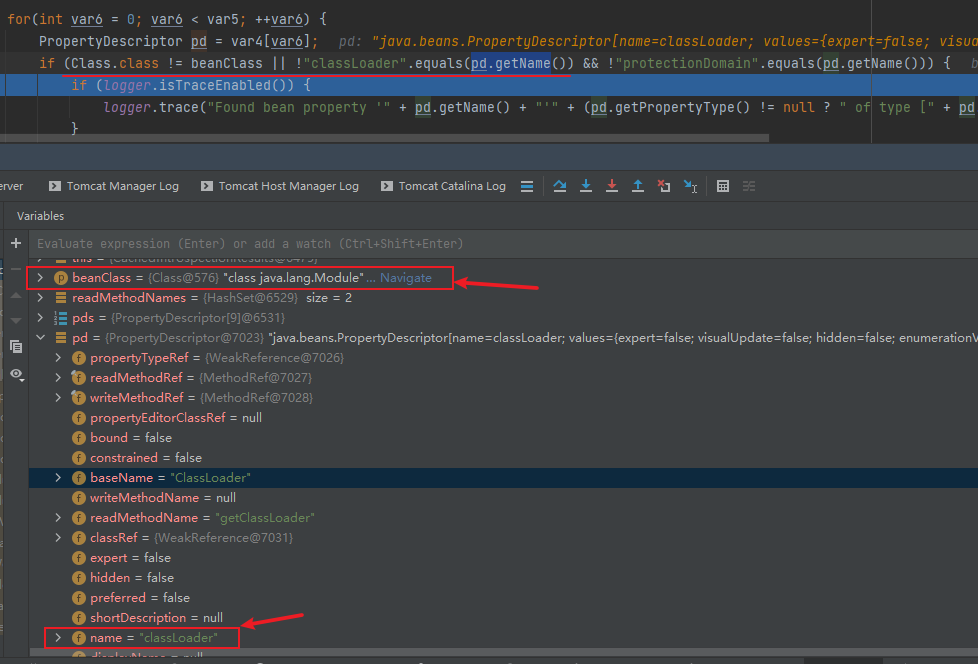 for(int var6 = 0; var6 < var5; ++var6) {
PropertyDescriptor pd = var4[var6]; pd: "java.beans.PropertyDescriptor[name=classLoader; values={expert=false; visua
if (Class.class != beanClass || !"classLoader".equals(pd.getName()) && !"protectionDomain".equals(pd.getName())) {
if (logger.isTraceEnabled()) {
logger.trace("Found bean property '" + pd.getName() + "'" + (pd.getPropertyType() != null ? " of type [" + pd
}
erver Tomcat Manager Log Tomcat Host Manager Log Tomcat Catalina Log
Variables
Evaluate expression (Enter) or add a watch (Ctrl+Shift+Enter)
this = {CachedIntrospectionResults@6475}
beanClass = {Class@576} "class java.lang.Module"... Navigate
readMethodNames = {HashSet@6529} size = 2
pds = {PropertyDescriptor[9]@6531}
pd = {PropertyDescriptor@7023} "java.beans.PropertyDescriptor[name=classLoader; values={expert=false; visualUpdate=false; hidden=false; enumerationV
propertyTypeRef = {WeakReference@7026}
readMethodRef = {MethodRef@7027}
writeMethodRef = {MethodRef@7028}
propertyEditorClassRef = null
bound = false
constrained = false
baseName = "ClassLoader"
writeMethodName = null
readMethodName = "getClassLoader"
classRef = {WeakReference@7031}
expert = false
hidden = false
preferred = false
shortDescription = null
name = "classLoader"
displayName = null